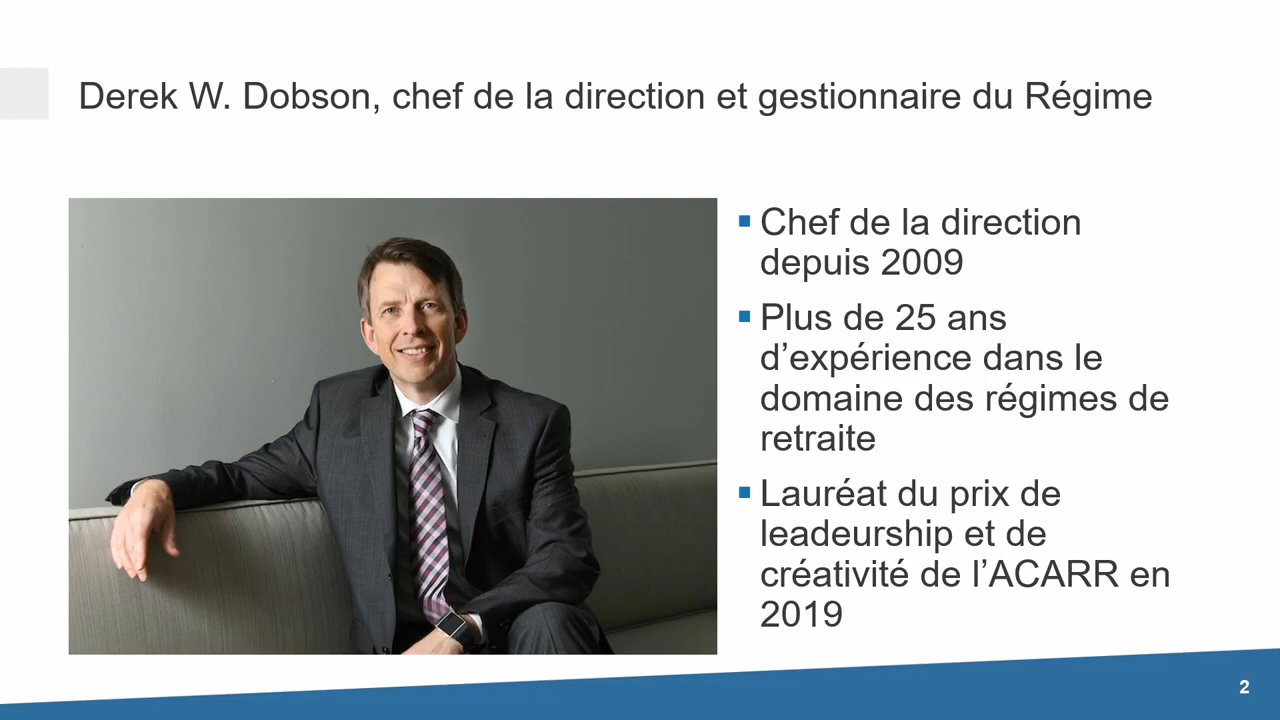 Derek W. Dobson, chef de la direction et gestionnaire du Régime
Chef de la direction
depuis 2009
Plus de 25 ans
d’expérience dans le
domaine des régimes de
retraite
Lauréat du prix de
leadeurship et de
créativité de l’ACARR en
2019
2